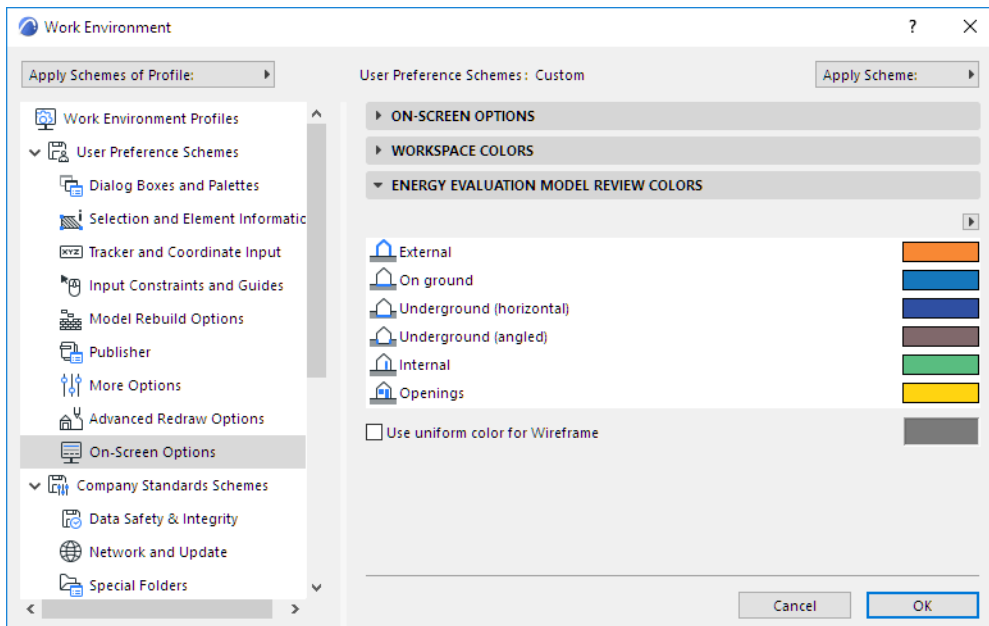 Work Environment
?
Apply Schemes of Profile:
User Preference Schemes: Custom
Apply Scheme:
Work Environment Profiles
User Preference Schemes
Dialog Boxes and Palettes
Selection and Element Informatic
Tracker and Coordinate Input
Input Constraints and Guides
Model Rebuild Options
Publisher
More Options
Advanced Redraw Options
On-Screen Options
Company Standards Schemes
Data Safety & Integrity
Network and Update
Special Folders
ON-SCREEN OPTIONS
WORKSPACE COLORS
ENERGY EVALUATION MODEL REVIEW COLORS
External
On ground
Underground (horizontal)
Underground (angled)
Internal
Openings
Use uniform color for Wireframe
Cancel
OK